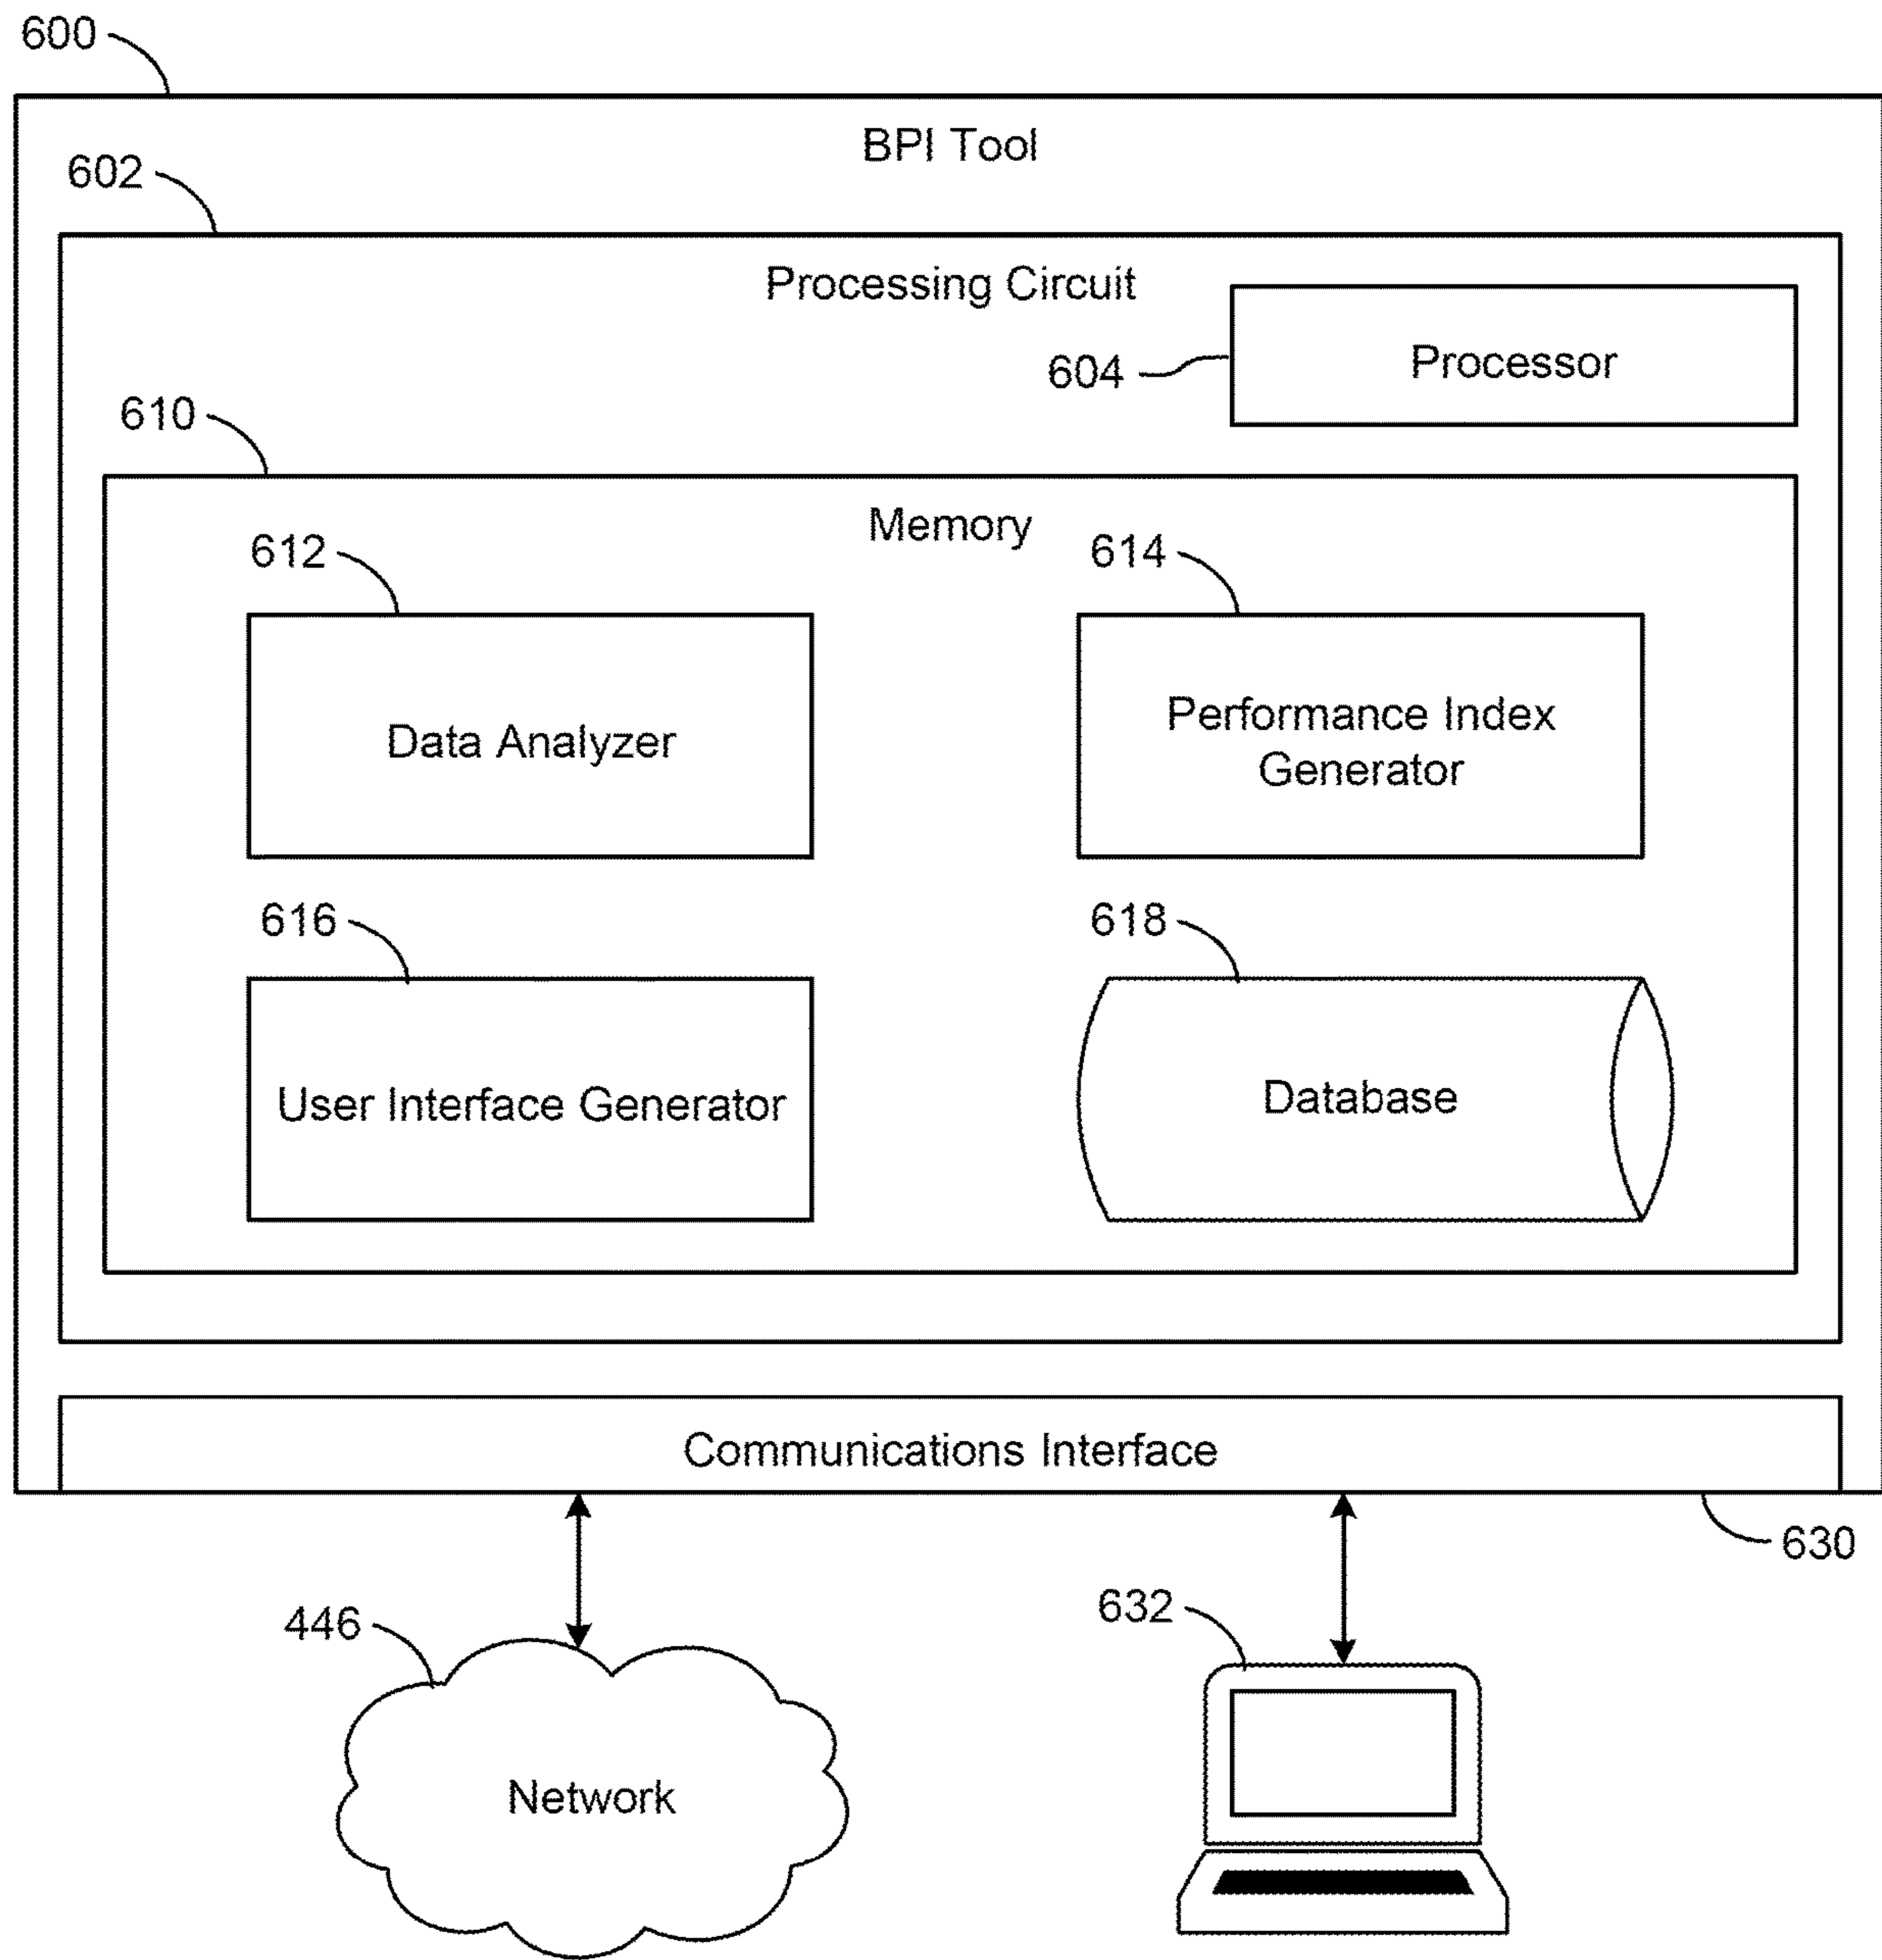 600
BPI Tool
602
Processing Circuit
604
Processor
610
Memory
612
614
Data Analyzer
Performance Index
Generator
616
618
User Interface Generator
Database
Communications Interface
630
446
632
Network